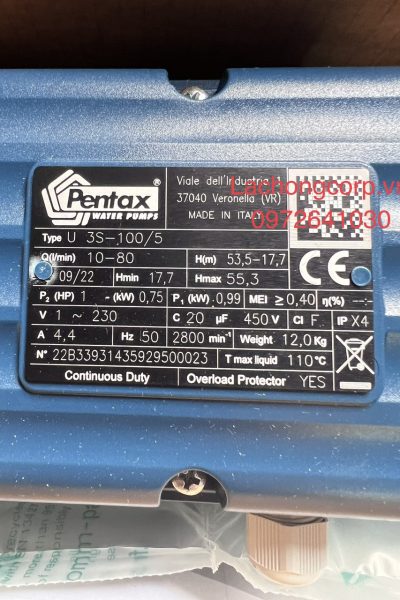 Pentax ®
WATER PUMPS
Viale dell'Industria 1
37040 Veronella (VR)
MADE IN ITALY
Lachongcorp.vn
0972641030
Type U 3S-100/5
Q(l/min) 10-80 H(m) 53,5-17,7
09/22 Hmin 17,7 Hmax 55,3
P₂ (HP) 1 - (kW) 0,75 P₁ (kW) 0,99 MEI ≥ 0,40 η(%) --·-
V 1 ~ 230 C 20 µF 450 V Cl F IP X4
A 4,4 Hz 50 2800 min⁻¹ Weight 12,0Kg
N° 22B33931435929500023 T max liquid 110°C
Continuous Duty Overload Protector YES